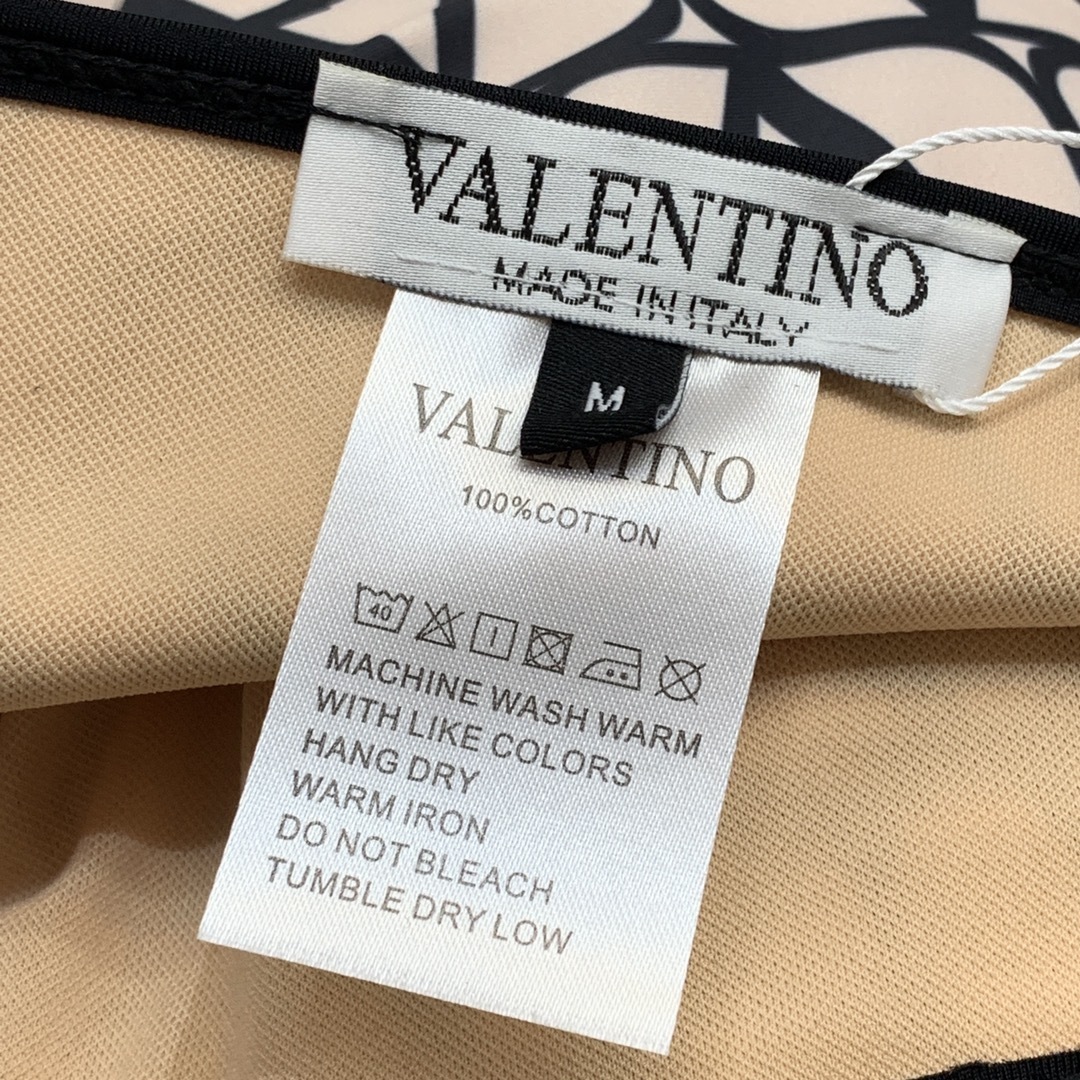 VALENTINO
MADE IN ITALY
M
VALENTINO
100%COTTON
40
MACHINE WASH WARM
WITH LIKE COLORS
HANG DRY
WARM IRON
DO NOT BLEACH
TUMBLE DRY LOW